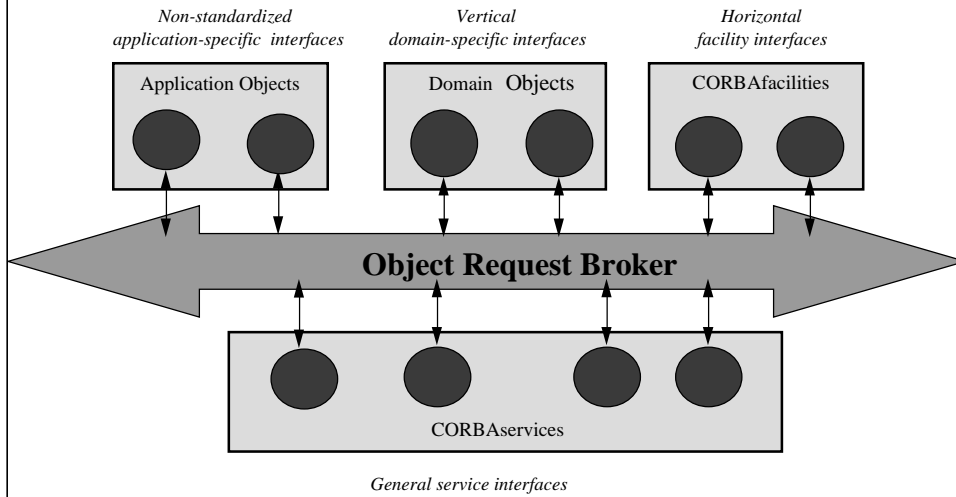 Non-standardized
application-specific interfaces
Vertical
domain-specific interfaces
Horizontal
facility interfaces
Application Objects
Domain Objects
CORBAfacilities
Object Request Broker
CORBAservices
General service interfaces